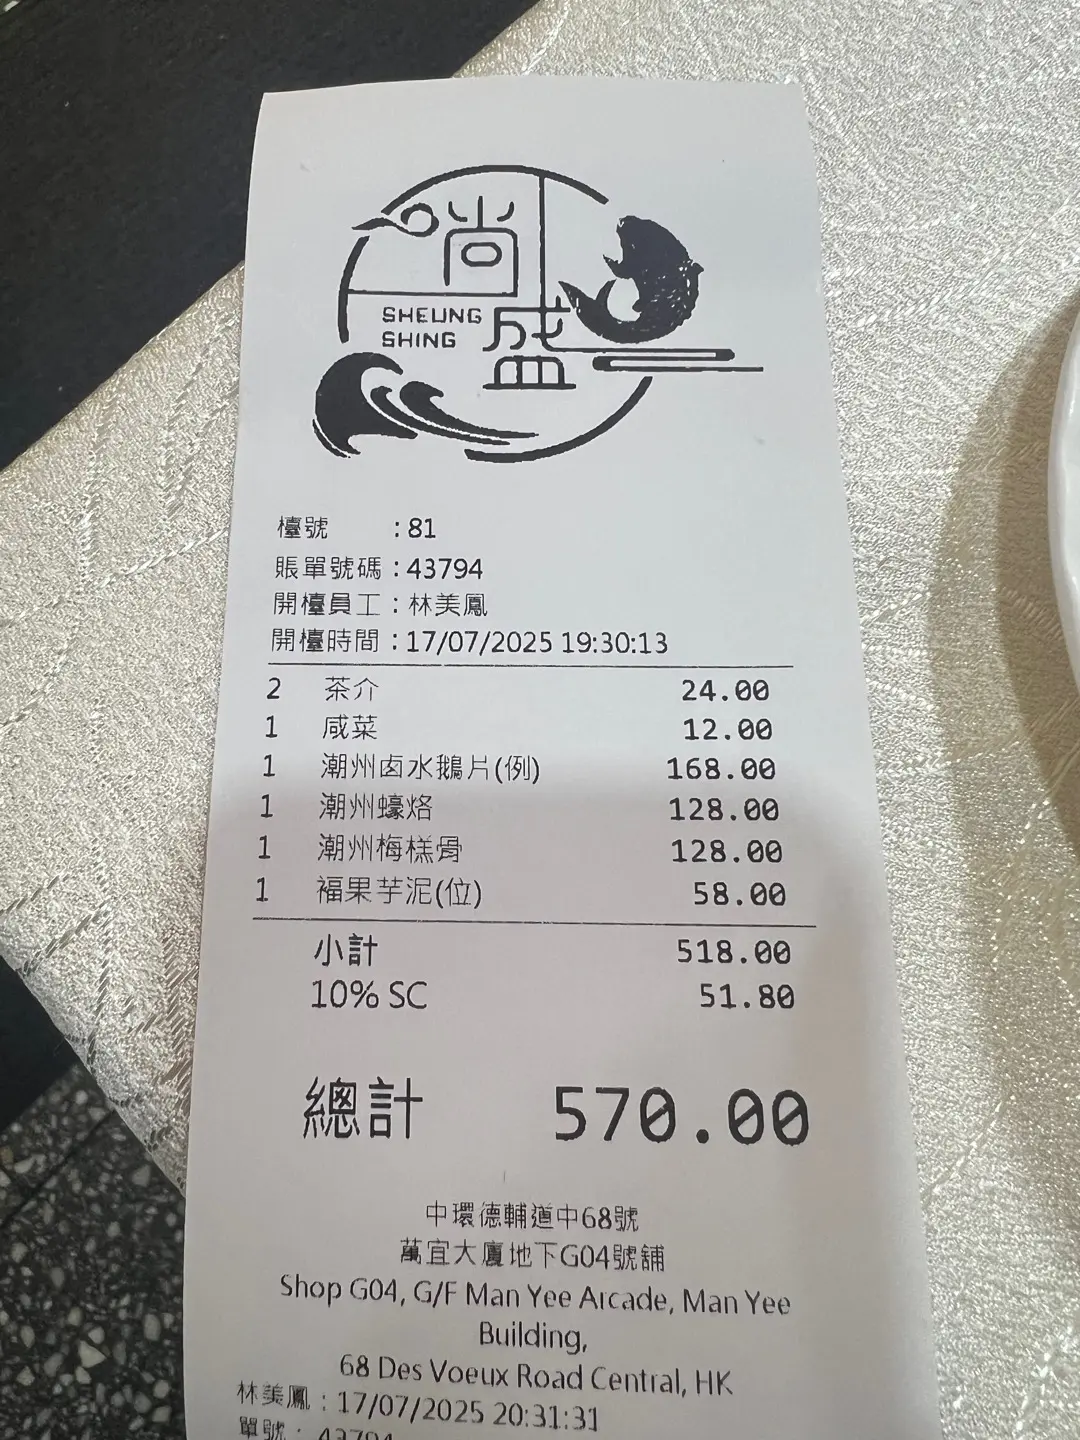 尚
SHEUNG
SHING
盛
檯號 :81
賬單號碼 :43794
開檯員工 :林美鳳
開檯時間 :17/07/2025 19:30:13
2 茶介 24.00
1 咸菜 12.00
1 潮州卤水鵝片(例) 168.00
1 潮州蠔烙 128.00
1 潮州梅糕骨 128.00
1 福果芋泥(位) 58.00
小計 518.00
10% SC 51.80
總計 570.00
中環德輔道中68號
萬宜大廈地下G04號舖
Shop G04, G/F Man Yee Arcade, Man Yee
Building,
68 Des Voeux Road Central, HK
林美鳳 : 17/07/2025 20:31:31
單號 : 43794